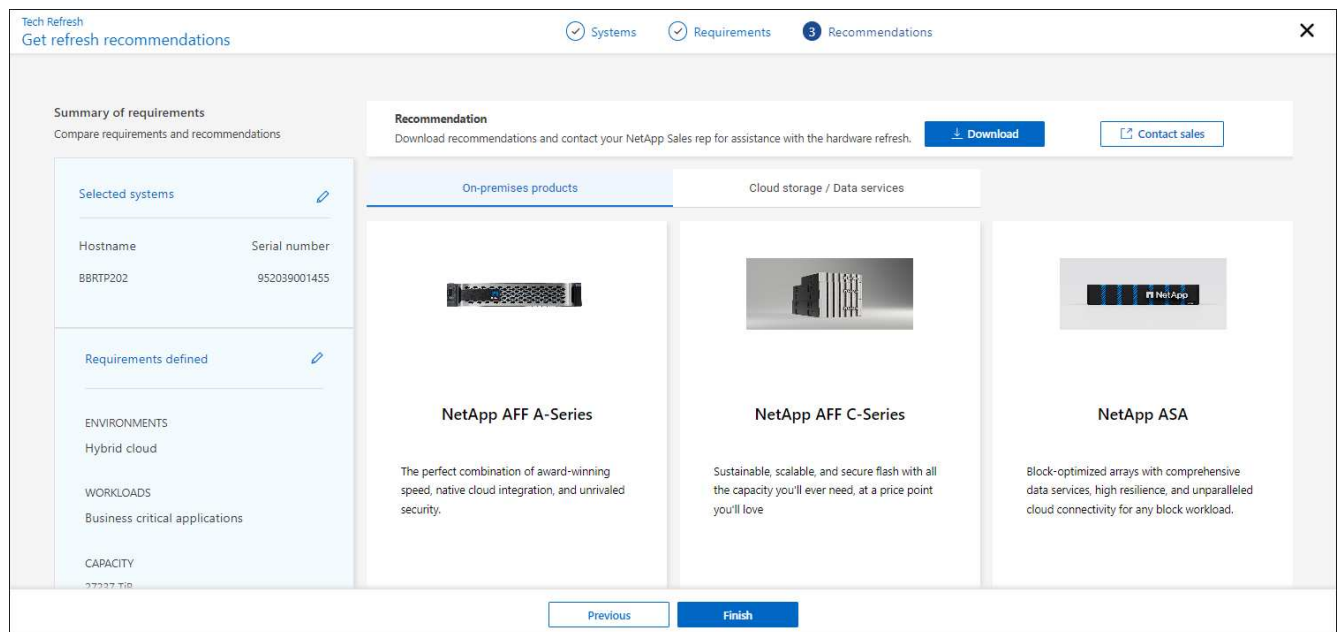 Tech Refresh
Get refresh recommendations
Systems
Requirements
3 Recommendations
Summary of requirements
Compare requirements and recommendations
Selected systems
Hostname Serial number
BBRTP202 952039001455
Requirements defined
ENVIRONMENTS
Hybrid cloud
WORKLOADS
Business critical applications
CAPACITY
27237 TiB
Recommendation
Download recommendations and contact your NetApp Sales rep for assistance with the hardware refresh.
Download
Contact sales
On-premises products
Cloud storage / Data services
NetApp AFF A-Series
The perfect combination of award-winning
speed, native cloud integration, and unrivaled
security.
NetApp AFF C-Series
Sustainable, scalable, and secure flash with all
the capacity you'll ever need, at a price point
you'll love
NetApp
NetApp ASA
Block-optimized arrays with comprehensive
data services, high resilience, and unparalleled
cloud connectivity for any block workload.
Previous
Finish